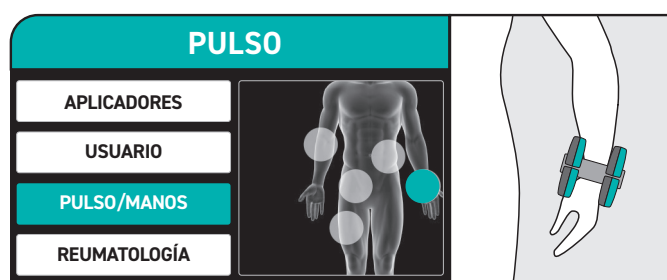 PULSO
APLICADORES
USUARIO
PULSO/MANOS
REUMATOLOGÍA